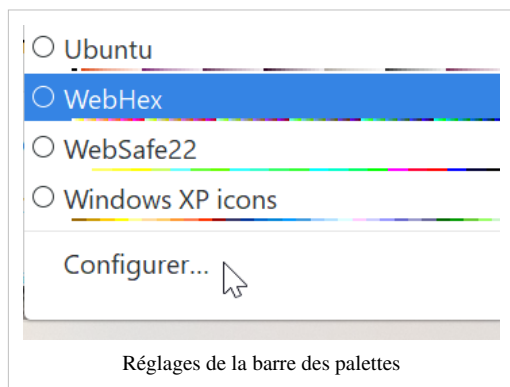 Ubuntu
WebHex
WebSafe22
Windows XP icons
Configurer...
Réglages de la barre des palettes